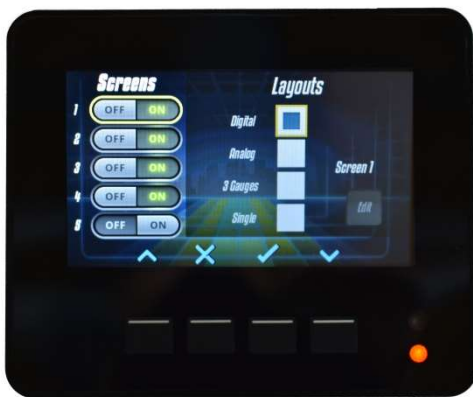 Screens
1 OFF ON
2 OFF ON
3 OFF ON
4 OFF ON
5 OFF ON
Layouts
Digital
Analog
3 Gauges
Single
Screen 1
Edit